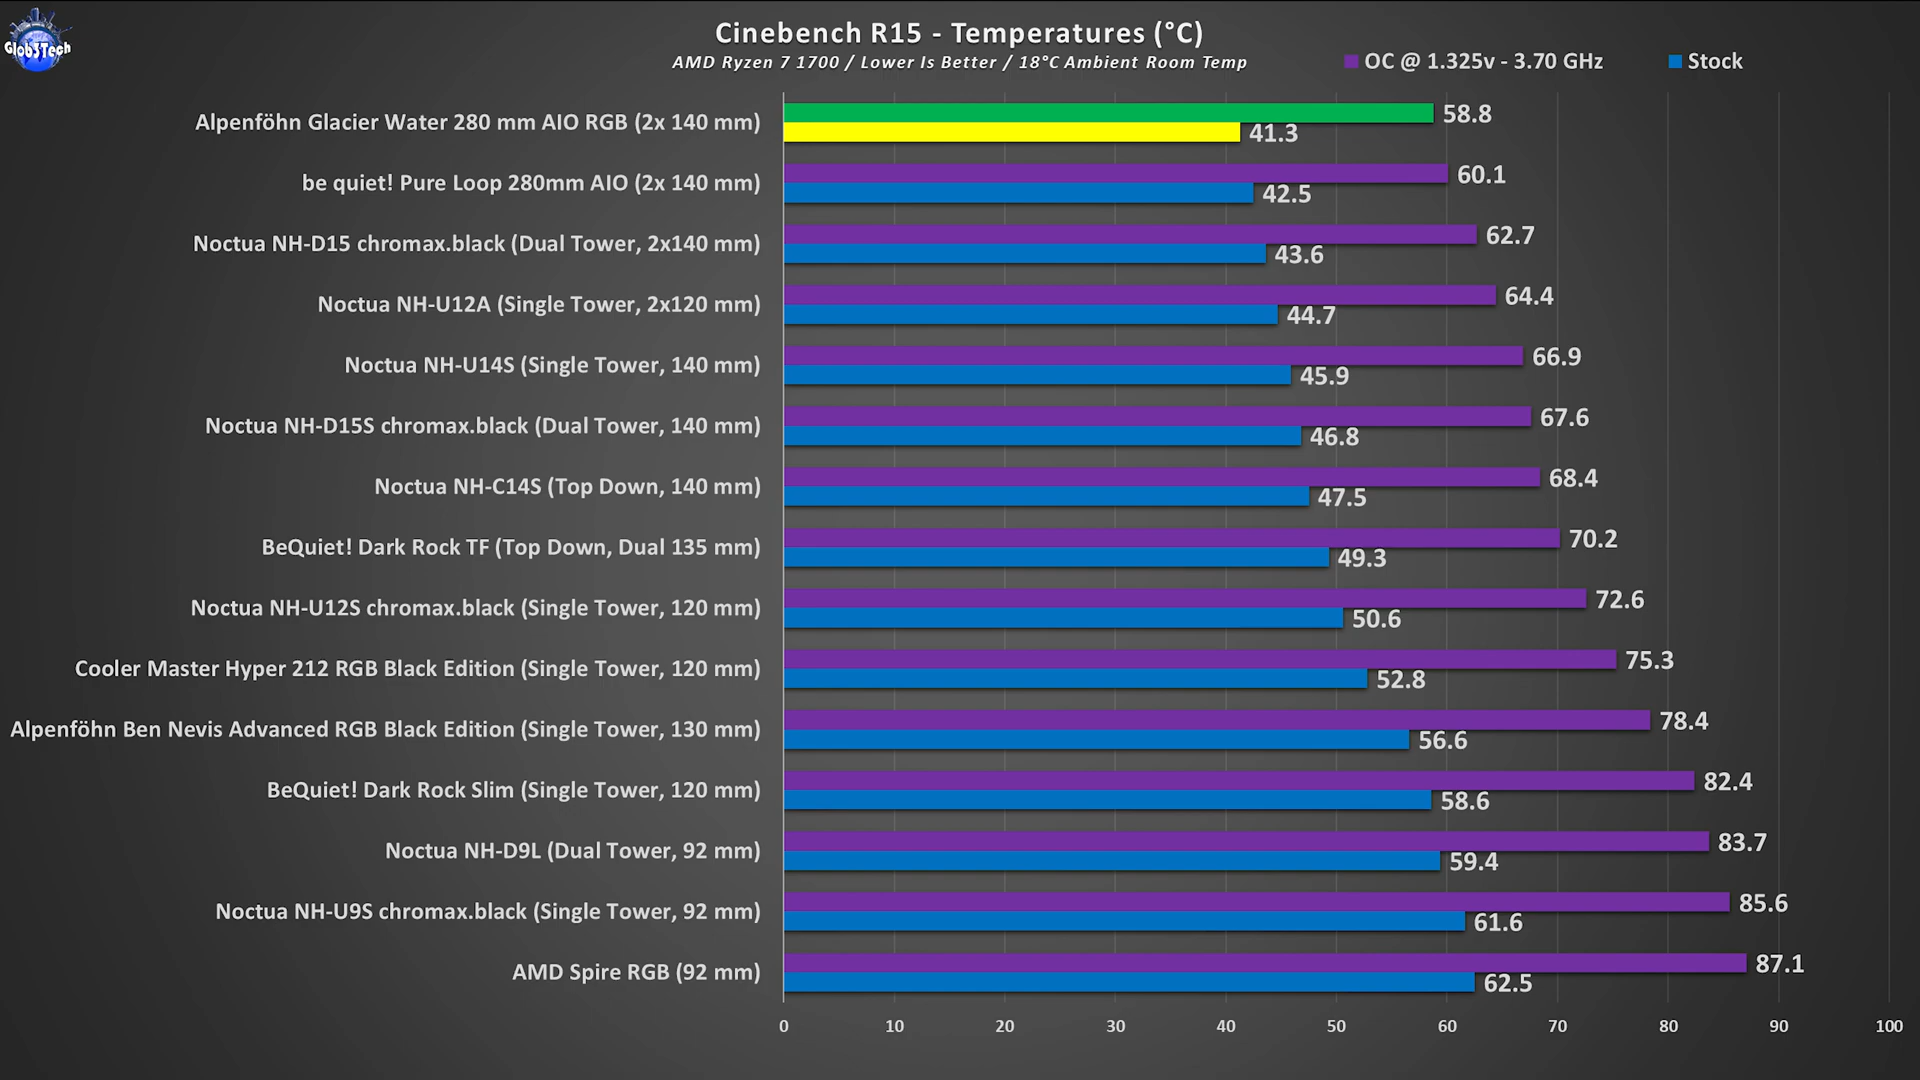 GlobSTech
Cinebench R15 - Temperatures (°C)
AMD Ryzen 7 1700 / Lower Is Better / 18°C Ambient Room Temp
OC @ 1.325v - 3.70 GHz
Stock
Alpenföhn Glacier Water 280 mm AIO RGB (2x 140 mm)
58.8
41.3
be quiet! Pure Loop 280mm AIO (2x 140 mm)
60.1
42.5
Noctua NH-D15 chromax.black (Dual Tower, 2x140 mm)
62.7
43.6
Noctua NH-U12A (Single Tower, 2x120 mm)
64.4
44.7
Noctua NH-U14S (Single Tower, 140 mm)
66.9
45.9
Noctua NH-D15S chromax.black (Dual Tower, 140 mm)
67.6
46.8
Noctua NH-C14S (Top Down, 140 mm)
68.4
47.5
BeQuiet! Dark Rock TF (Top Down, Dual 135 mm)
70.2
49.3
Noctua NH-U12S chromax.black (Single Tower, 120 mm)
72.6
50.6
Cooler Master Hyper 212 RGB Black Edition (Single Tower, 120 mm)
75.3
52.8
Alpenföhn Ben Nevis Advanced RGB Black Edition (Single Tower, 130 mm)
78.4
56.6
BeQuiet! Dark Rock Slim (Single Tower, 120 mm)
82.4
58.6
Noctua NH-D9L (Dual Tower, 92 mm)
83.7
59.4
Noctua NH-U9S chromax.black (Single Tower, 92 mm)
85.6
61.6
AMD Spire RGB (92 mm)
87.1
62.5
0 10 20 30 40 50 60 70 80 90 100